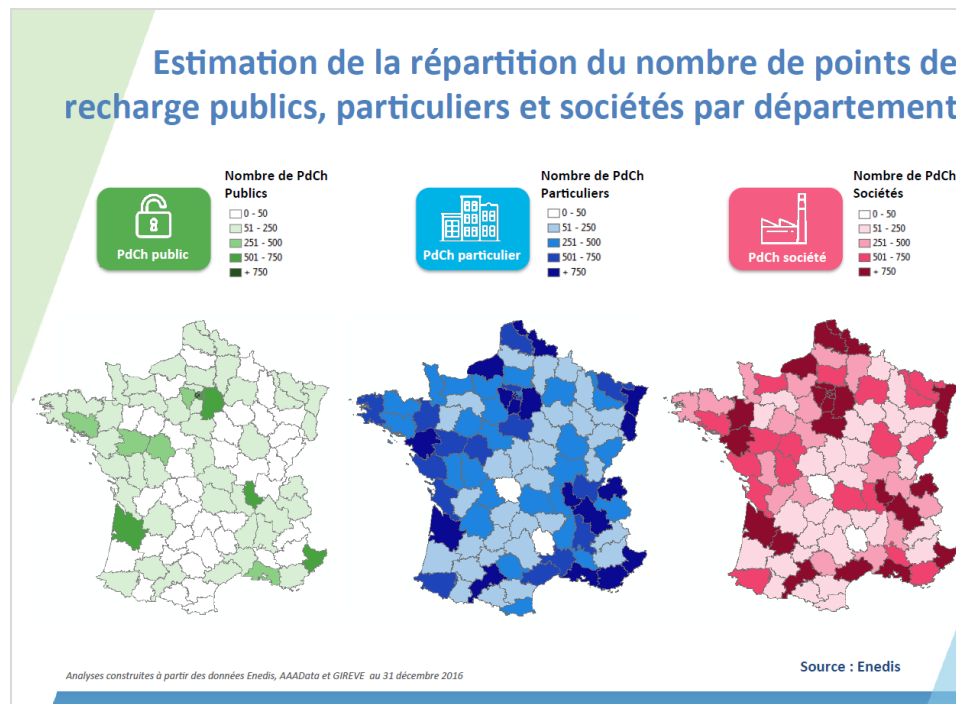 Estimation de la répartition du nombre de points de
recharge publics, particuliers et sociétés par département
Nombre de PdCh
Publics
0 - 50
51 - 250
251 - 500
501 - 750
+ 750
PdCh public
Nombre de PdCh
Particuliers
0 - 50
51 - 250
251 - 500
501 - 750
+ 750
PdCh particulier
Nombre de PdCh
Sociétés
0 - 50
51 - 250
251 - 500
501 - 750
+ 750
PdCh société
Analyses construites à partir des données Enedis, AAAData et GIREVE au 31 décembre 2016
Source : Enedis